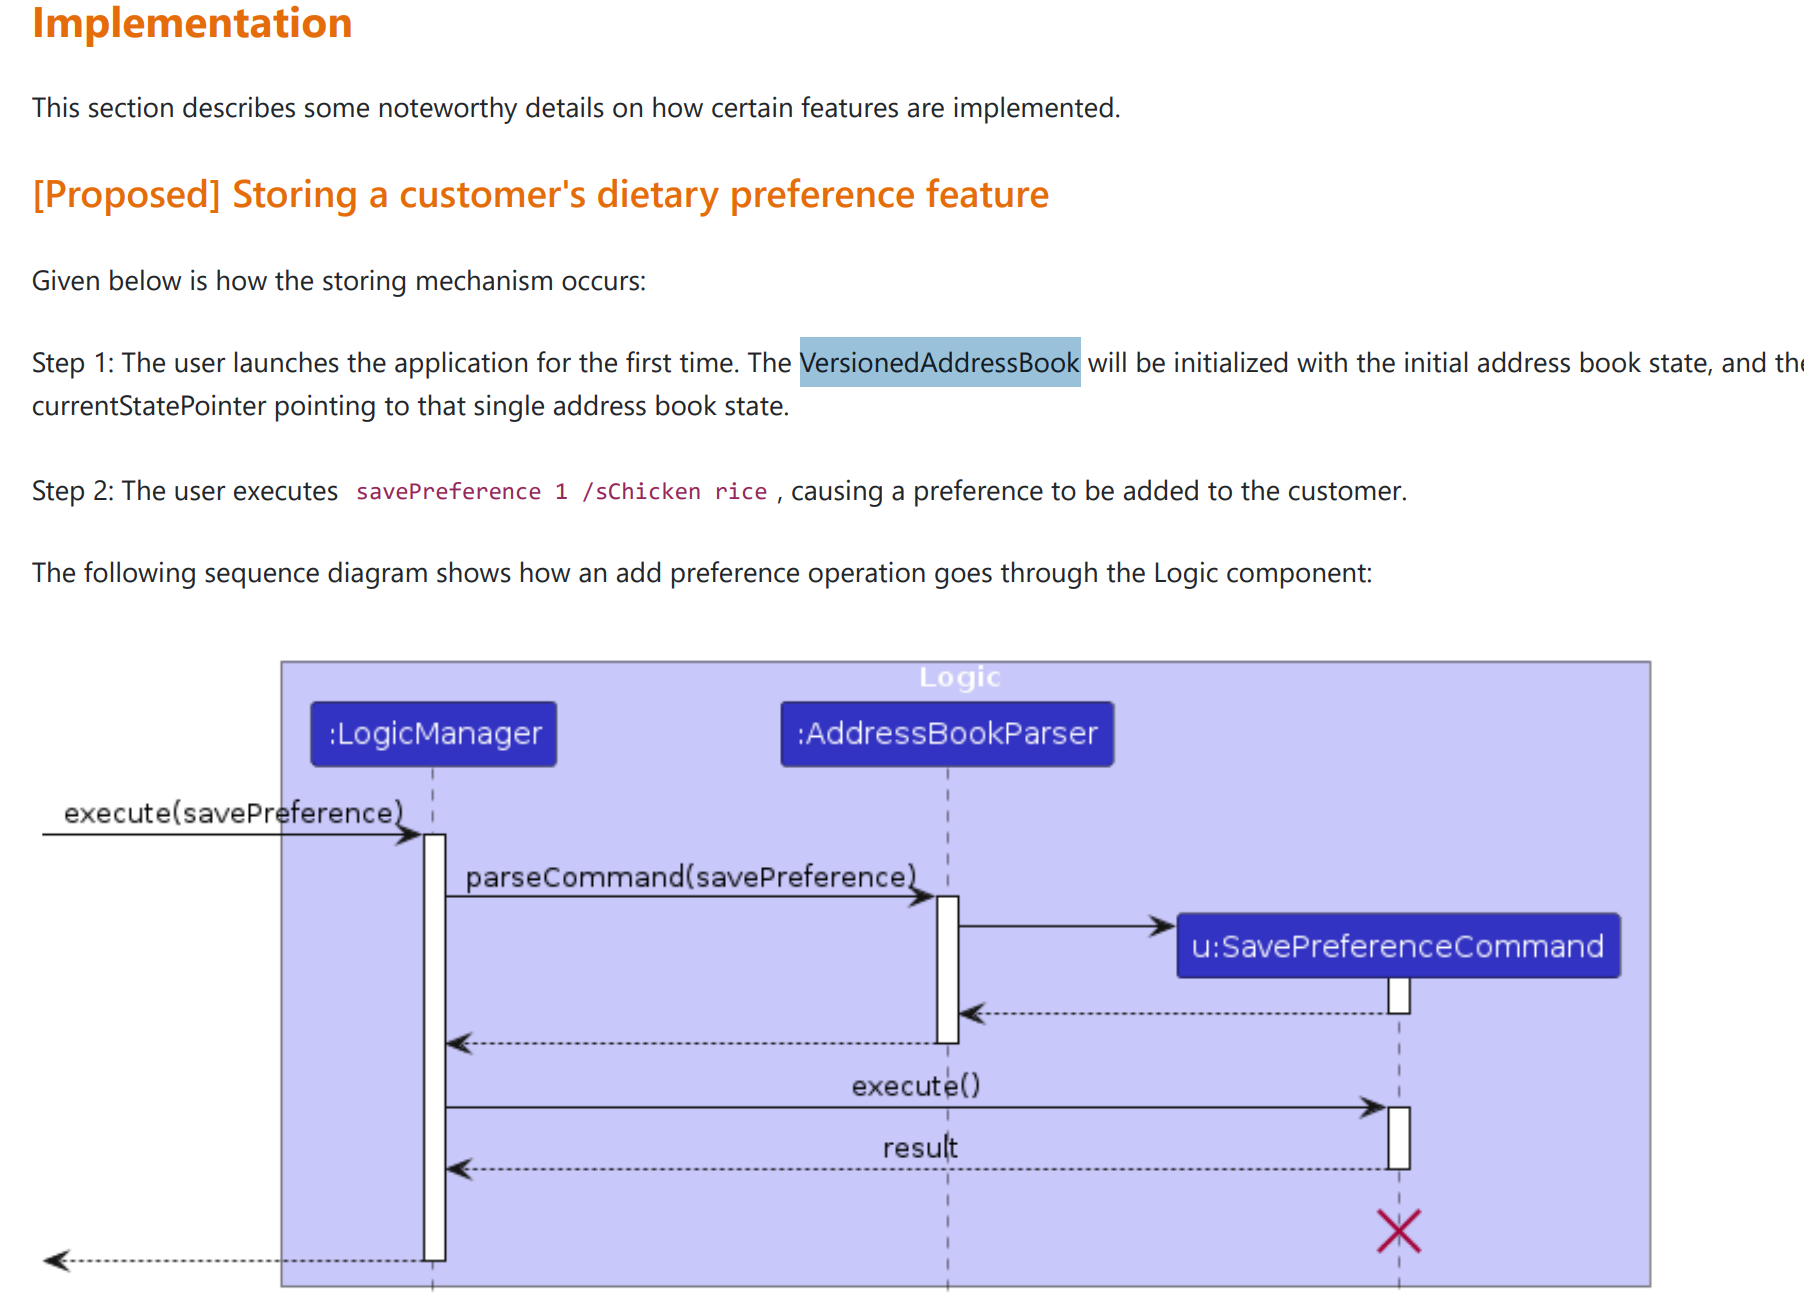 Implementation
This section describes some noteworthy details on how certain features are implemented.
[Proposed] Storing a customer's dietary preference feature
Given below is how the storing mechanism occurs:
Step 1: The user launches the application for the first time. The VersionedAddressBook will be initialized with the initial address book state, and the
currentStatePointer pointing to that single address book state.
Step 2: The user executes savePreference 1 /sChicken rice , causing a preference to be added to the customer.
The following sequence diagram shows how an add preference operation goes through the Logic component:
Logic
:LogicManager
:AddressBookParser
execute(savePreference)
parseCommand(savePreference)
u:SavePreferenceCommand
execute()
result